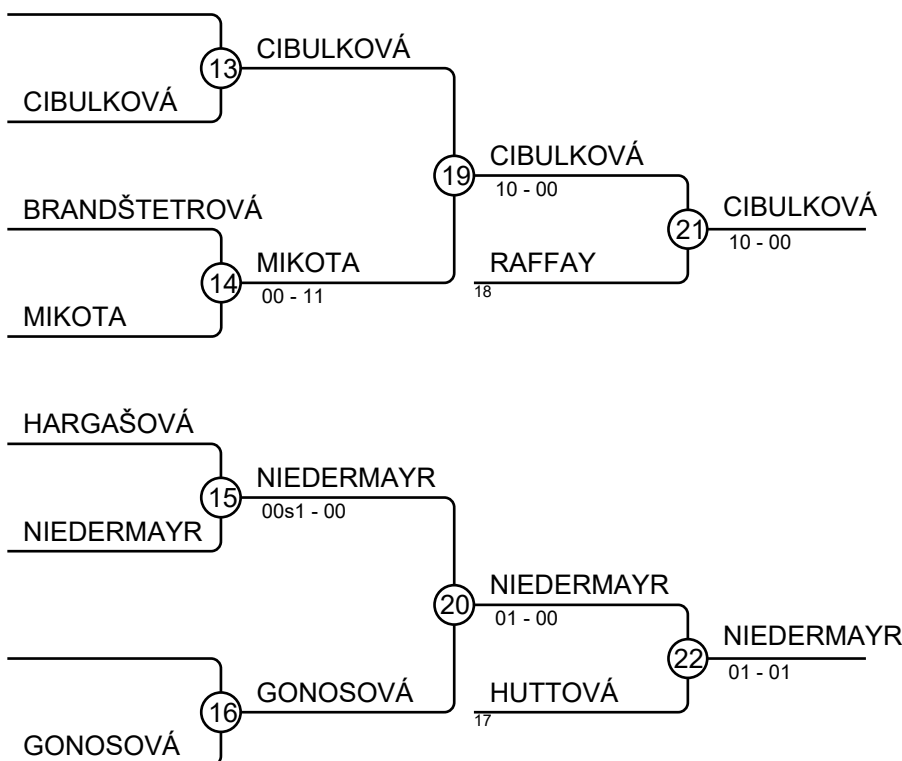 13
CIBULKOVÁ
CIBULKOVÁ
BRANDŠTETROVÁ
14
MIKOTA
00 - 11
MIKOTA
19
CIBULKOVÁ
10 - 00
RAFFAY
18
21
CIBULKOVÁ
10 - 00
HARGAŠOVÁ
15
NIEDERMAYR
00s1 - 00
NIEDERMAYR
16
GONOSOVÁ
GONOSOVÁ
20
NIEDERMAYR
01 - 00
HUTTOVÁ
17
22
NIEDERMAYR
01 - 01